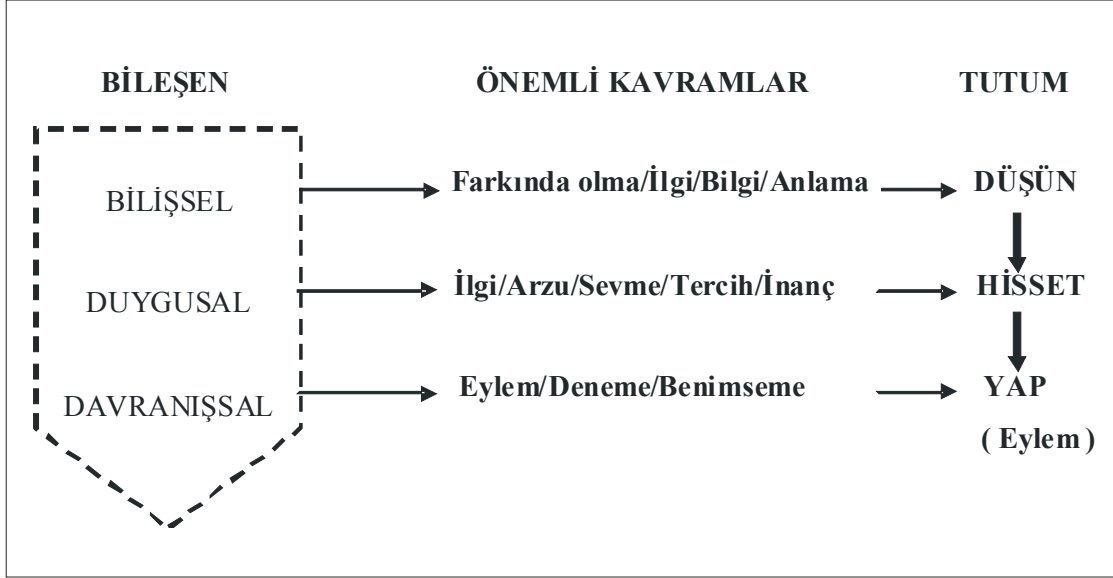 BİLEŞEN ÖNEMLİ KAVRAMLAR TUTUM
BİLİŞSEL Farkında olma/İlgi/Bilgi/Anlama DÜŞÜN
DUYGUSAL İlgi/Arzu/Sevme/Tercih/İnanç HİSSET
DAVRANIŞSAL Eylem/Deneme/Benimseme YAP
( Eylem )